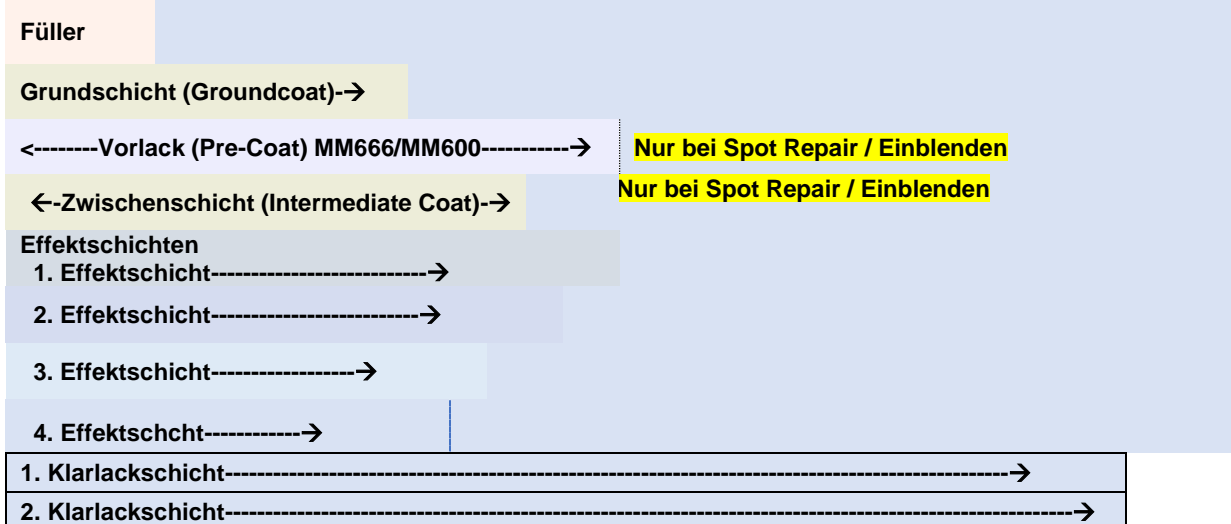 Füller
Grundschicht (Groundcoat)-→
<--------Vorlack (Pre-Coat) MM666/MM600-----------→ Nur bei Spot Repair / Einblenden
←-Zwischenschicht (Intermediate Coat)-→ Nur bei Spot Repair / Einblenden
Effektschichten
1. Effektschicht---------------------------→
2. Effektschicht--------------------------→
3. Effektschicht------------------→
4. Effektschcht------------→
1. Klarlackschicht--------------------------------------------------------------------------------------------------→
2. Klarlackschicht----------------------------------------------------------------------------------------------------------→